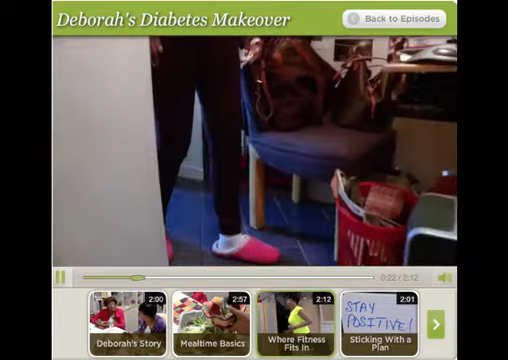 Deborah's Diabetes Makeover
Back to Episodes
0:22 / 2:12
2:00
Deborah's Story
2:57
Mealtime Basics
2:12
Where Fitness
Fits In
2:01
STAY
POSITIVE!
Sticking With a
Plan